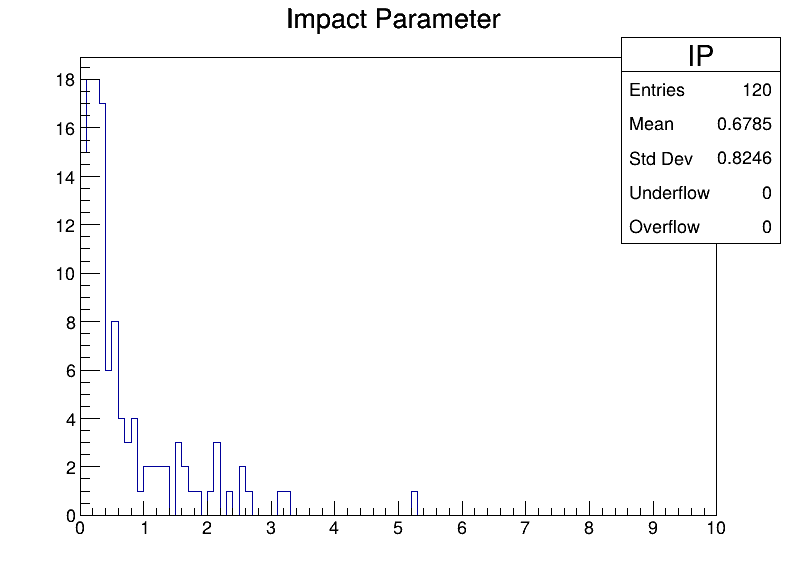 Impact Parameter
IP
Entries 120
Mean 0.6785
Std Dev 0.8246
Underflow 0
Overflow 0
18
16
14
12
10
8
6
4
2
0
0 1 2 3 4 5 6 7 8 9 10